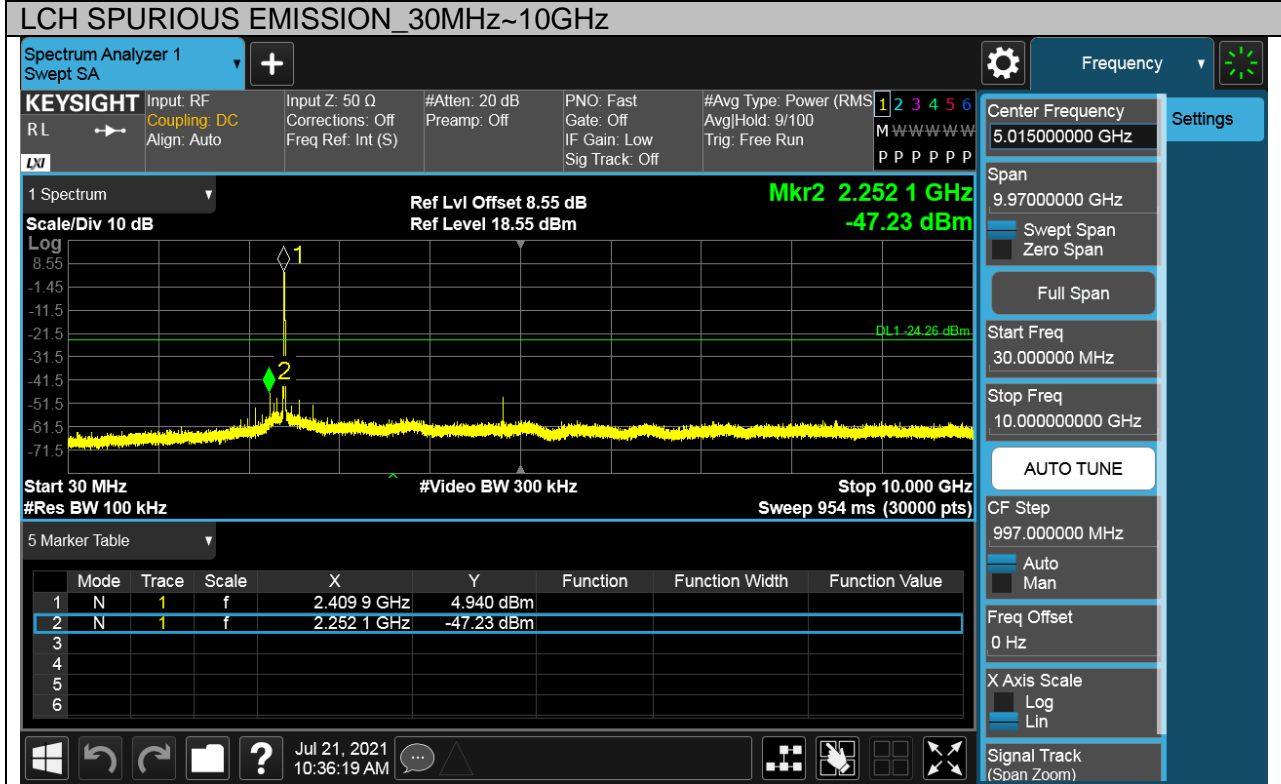 LCH SPURIOUS EMISSION_30MHz~10GHz
Spectrum Analyzer 1
Swept SA
+
Frequency
KEYSIGHT
RL
LXI
Input: RF
Coupling: DC
Align: Auto
Input Z: 50 Ω
Corrections: Off
Freq Ref: Int (S)
#Atten: 20 dB
Preamp: Off
PNO: Fast
Gate: Off
IF Gain: Low
Sig Track: Off
#Avg Type: Power (RMS
Avg|Hold: 9/100
Trig: Free Run
1 2 3 4 5 6
M W W W W W
P P P P P P
1 Spectrum
Scale/Div 10 dB
Ref Lvl Offset 8.55 dB
Ref Level 18.55 dBm
Mkr2 2.252 1 GHz
-47.23 dBm
Log
8.55
-1.45
-11.5
-21.5
-31.5
-41.5
-51.5
-61.5
-71.5
1
2
DL1 -24.26 dBm
Start 30 MHz
#Video BW 300 kHz
Stop 10.000 GHz
#Res BW 100 kHz
Sweep 954 ms (30000 pts)
5 Marker Table
Mode Trace Scale X Y Function Function Width Function Value
1 N 1 f 2.409 9 GHz 4.940 dBm
2 N 1 f 2.252 1 GHz -47.23 dBm
3
4
5
6
Center Frequency
5.015000000 GHz
Settings
Span
9.97000000 GHz
Swept Span
Zero Span
Full Span
Start Freq
30.000000 MHz
Stop Freq
10.000000000 GHz
AUTO TUNE
CF Step
997.000000 MHz
Auto
Man
Freq Offset
0 Hz
X Axis Scale
Log
Lin
Signal Track
(Span Zoom)
?
Jul 21, 2021
10:36:19 AM